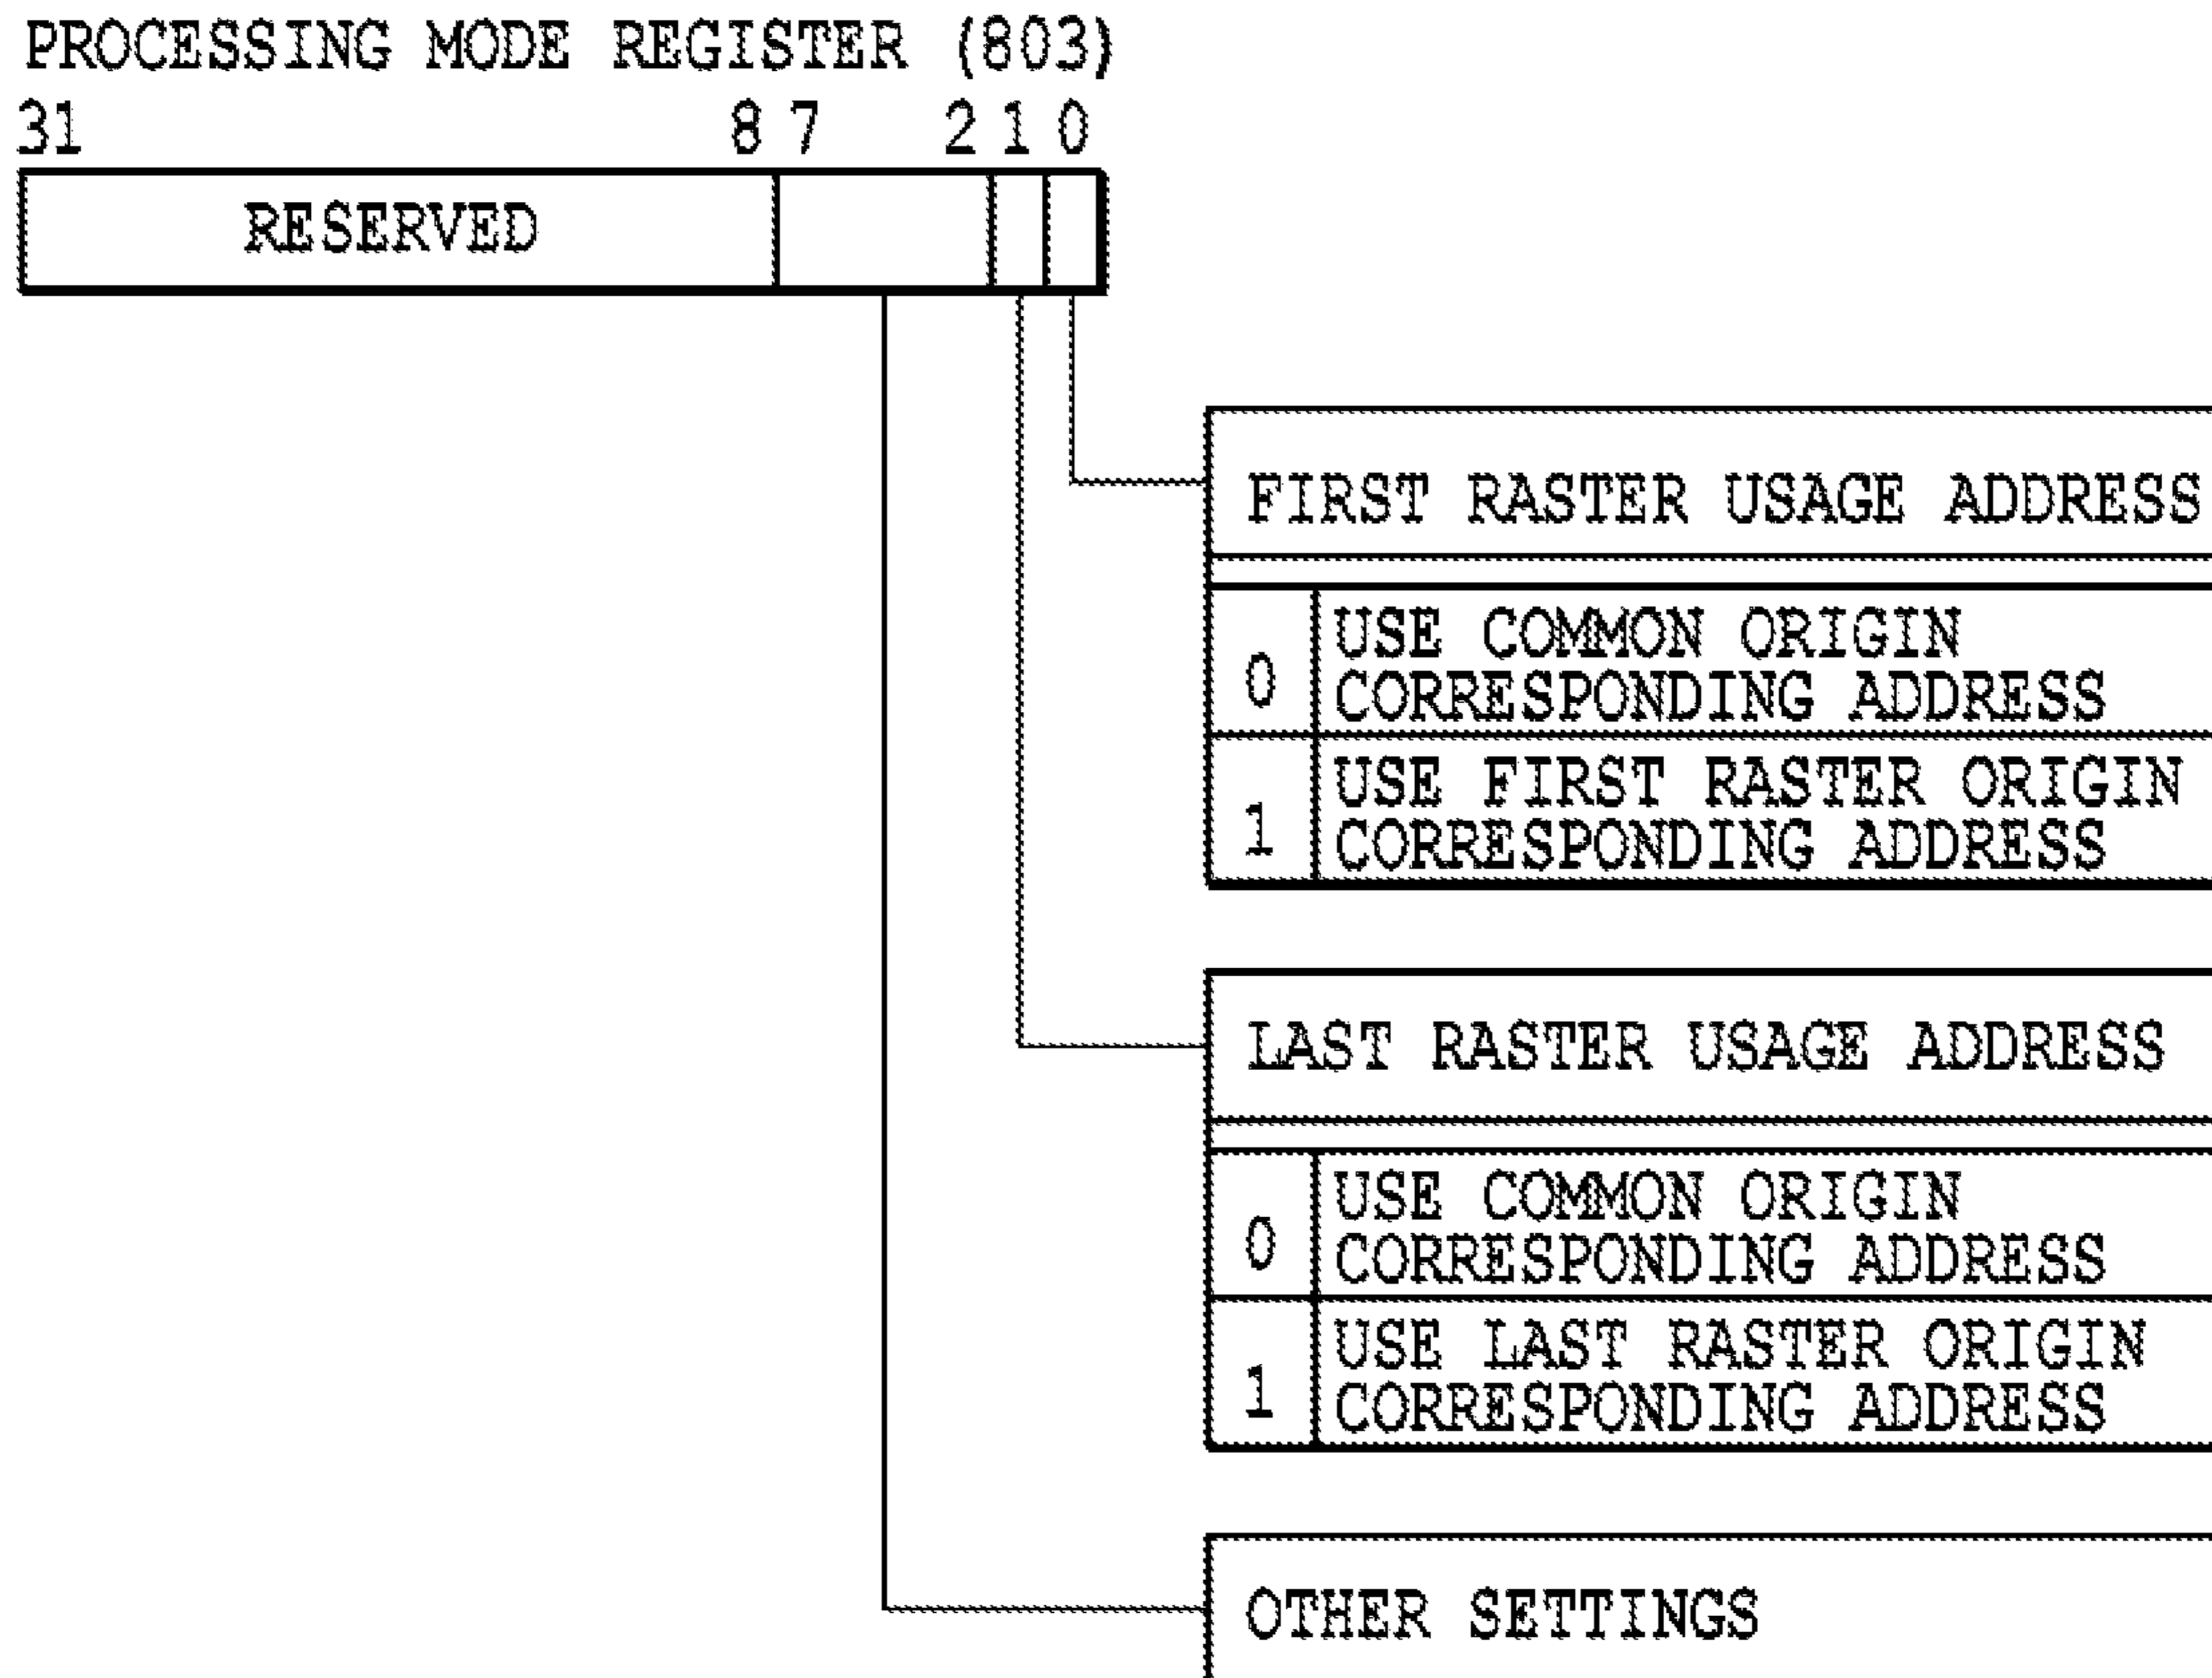 PROCESSING MODE REGISTER (803)
31 8 7 2 1 0
RESERVED
FIRST RASTER USAGE ADDRESS
0 USE COMMON ORIGIN
CORRESPONDING ADDRESS
1 USE FIRST RASTER ORIGIN
CORRESPONDING ADDRESS
LAST RASTER USAGE ADDRESS
0 USE COMMON ORIGIN
CORRESPONDING ADDRESS
1 USE LAST RASTER ORIGIN
CORRESPONDING ADDRESS
OTHER SETTINGS